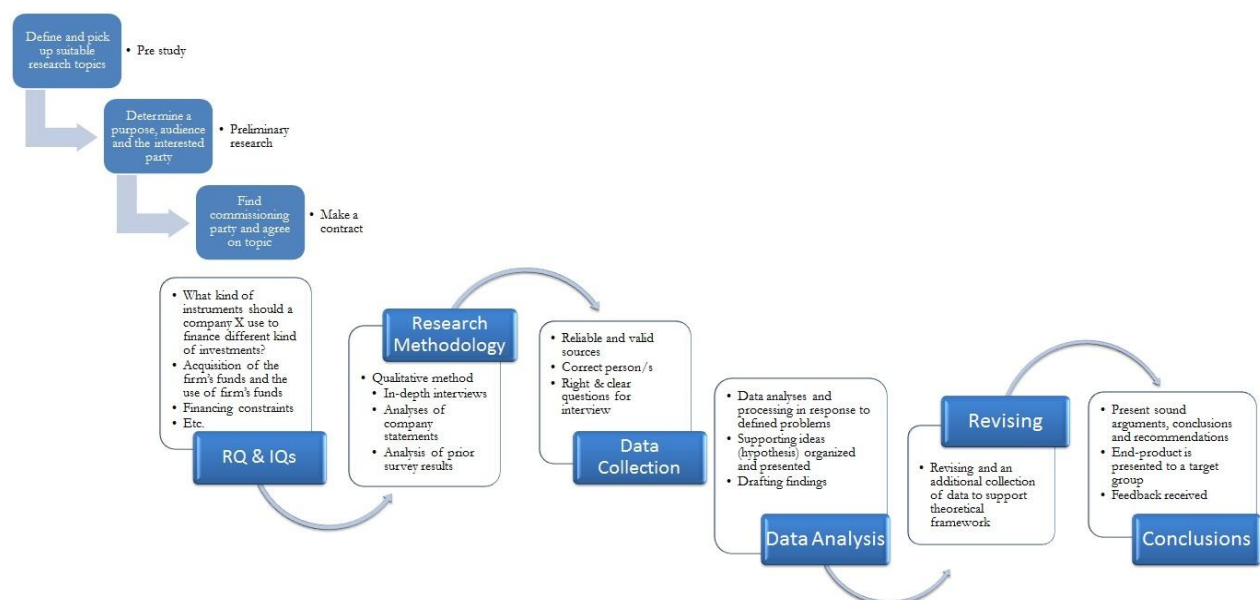 Define and pick
up suitable
research topics
• Pre study
Determine a
purpose, audience
and the interested
party
• Preliminary
research
Find
commissioning
party and agree
on topic
• Make a
contract
• What kind of
instruments should a
company X use to
finance different kind
of investments?
• Acquisition of the
firm's funds and the
use of firm's funds
• Financing constraints
• Etc.
RQ & IQs
Research
Methodology
• Qualitative method
• In-depth interviews
• Analyses of
company
statements
• Analysis of prior
survey results
• Reliable and valid
sources
• Correct person/s
• Right & clear
questions for
interview
Data
Collection
• Data analyses and
processing in response to
defined problems
• Supporting ideas
(hypothesis) organized
and presented
• Drafting findings
Data Analysis
Revising
• Revising and an
additional collection
of data to support
theoretical
framework
• Present sound
arguments, conclusions
and recommendations
• End-product is
presented to a target
group
• Feedback received
Conclusions